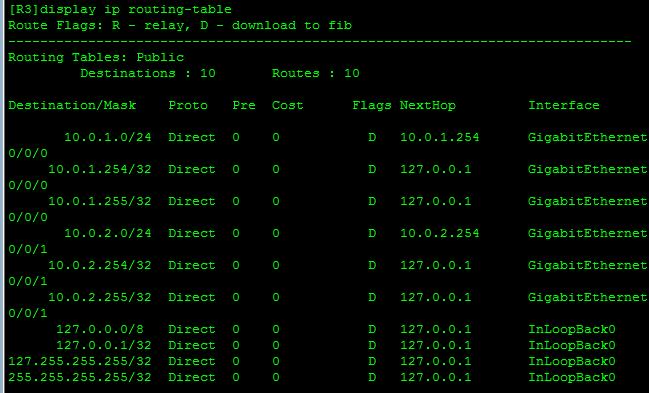 [R3]display ip routing-table
Route Flags: R - relay, D - download to fib
------------------------------------------------------------------------------
Routing Tables: Public
         Destinations : 10       Routes : 10

Destination/Mask    Proto  Pre  Cost      Flags NextHop         Interface

       10.0.1.0/24  Direct  0    0           D  10.0.1.254      GigabitEthernet
0/0/0
     10.0.1.254/32  Direct  0    0           D  127.0.0.1       GigabitEthernet
0/0/0
     10.0.1.255/32  Direct  0    0           D  127.0.0.1       GigabitEthernet
0/0/0
       10.0.2.0/24  Direct  0    0           D  10.0.2.254      GigabitEthernet
0/0/1
     10.0.2.254/32  Direct  0    0           D  127.0.0.1       GigabitEthernet
0/0/1
     10.0.2.255/32  Direct  0    0           D  127.0.0.1       GigabitEthernet
0/0/1
      127.0.0.0/8   Direct  0    0           D  127.0.0.1       InLoopBack0
      127.0.0.1/32  Direct  0    0           D  127.0.0.1       InLoopBack0
127.255.255.255/32  Direct  0    0           D  127.0.0.1       InLoopBack0
255.255.255.255/32  Direct  0    0           D  127.0.0.1       InLoopBack0